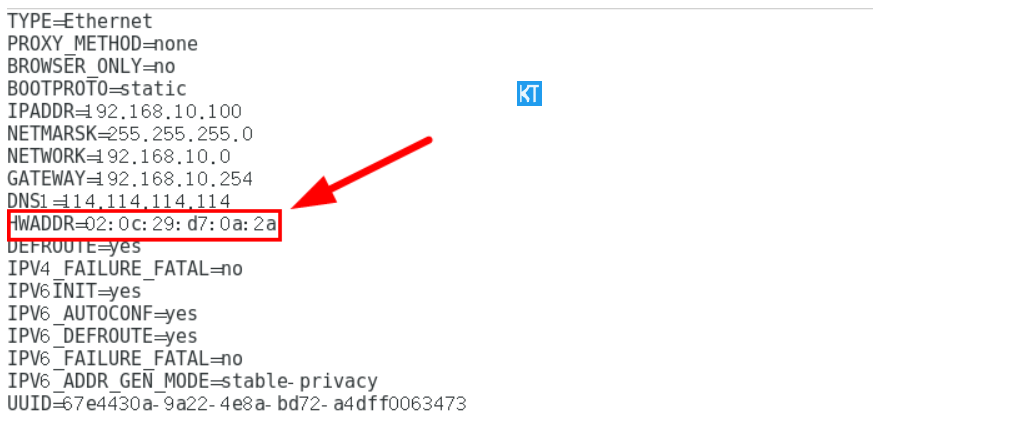 TYPE=Ethernet
PROXY_METHOD=none
BROWSER_ONLY=no
BOOTPROTO=static
KT
IPADDR=192.168.10.100
NETMARSK=255.255.255.0
NETWORK=192.168.10.0
GATEWAY=192.168.10.254
DNS1=114.114.114.114
HWADDR=02:0c:29:d7:0a:2a
DEFROUTE=yes
IPV4_FAILURE_FATAL=no
IPV6INIT=yes
IPV6_AUTOCONF=yes
IPV6_DEFROUTE=yes
IPV6_FAILURE_FATAL=no
IPV6_ADDR_GEN_MODE=stable-privacy
UUID=67e4430a-9a22-4e8a-bd72-a4dff0063473